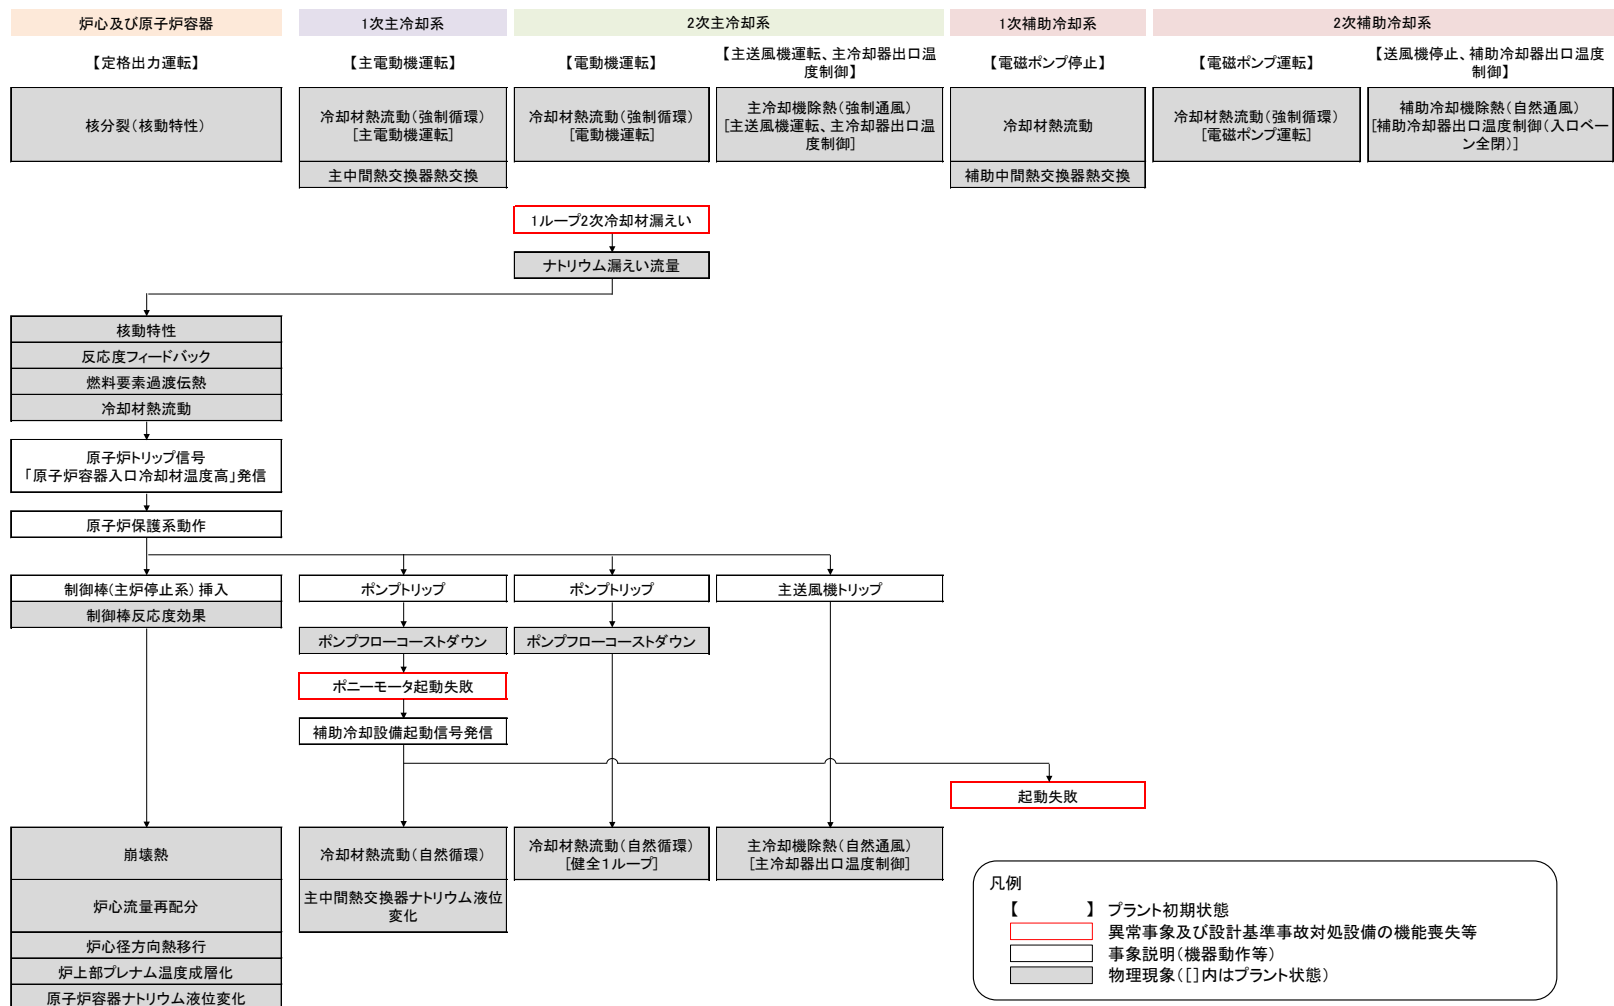 炉心及び原子炉容器
1次主冷却系
2次主冷却系
1次補助冷却系
2次補助冷却系
【定格出力運転】
【主電動機運転】
【電動機運転】
【主送風機運転、主冷却器出口温
度制御】
【電磁ポンプ停止】
【電磁ポンプ運転】
【送風機停止、補助冷却器出口温度
制御】
核分裂(核動特性)
冷却材熱流動(強制循環)
[主電動機運転]
冷却材熱流動(強制循環)
[電動機運転]
主冷却機除熱(強制通風)
[主送風機運転、主冷却器出口温
度制御]
冷却材熱流動
冷却材熱流動(強制循環)
[電磁ポンプ運転]
補助冷却機除熱(自然通風)
[補助冷却器出口温度制御(入口ベー
ン全閉)]
主中間熱交換器熱交換
補助中間熱交換器熱交換
1ループ2次冷却材漏えい
ナトリウム漏えい流量
核動特性
反応度フィードバック
燃料要素過渡伝熱
冷却材熱流動
原子炉トリップ信号
「原子炉容器入口冷却材温度高」発信
原子炉保護系動作
制御棒(主炉停止系)挿入
ポンプトリップ
ポンプトリップ
主送風機トリップ
制御棒反応度効果
ポンプフローコーストダウン
ポンプフローコーストダウン
ポニーモータ起動失敗
補助冷却設備起動信号発信
起動失敗
崩壊熱
冷却材熱流動(自然循環)
冷却材熱流動(自然循環)
[健全1ループ]
主冷却機除熱(自然通風)
[主冷却器出口温度制御]
炉心流量再配分
主中間熱交換器ナトリウム液位
変化
炉心径方向熱移行
炉上部プレナム温度成層化
原子炉容器ナトリウム液位変化
凡例
【 】 プラント初期状態
異常事象及び設計基準事故対処設備の機能喪失等
事象説明(機器動作等)
物理現象([]内はプラント状態)